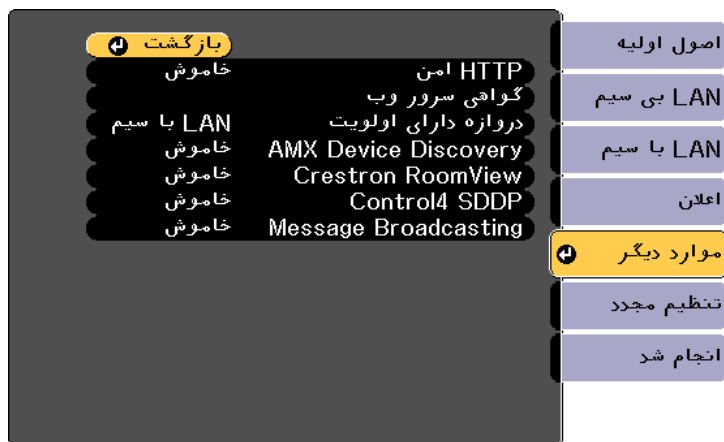 بازگشت
HTTP امن خاموش
گواهی سرور وب
دروازه دارای اولویت LAN با سیم
AMX Device Discovery خاموش
Crestron RoomView خاموش
Control4 SDDP خاموش
Message Broadcasting خاموش
اصول اولیه
LAN بی سیم
LAN با سیم
اعلان
موارد دیگر
تنظیم مجدد
انجام شد